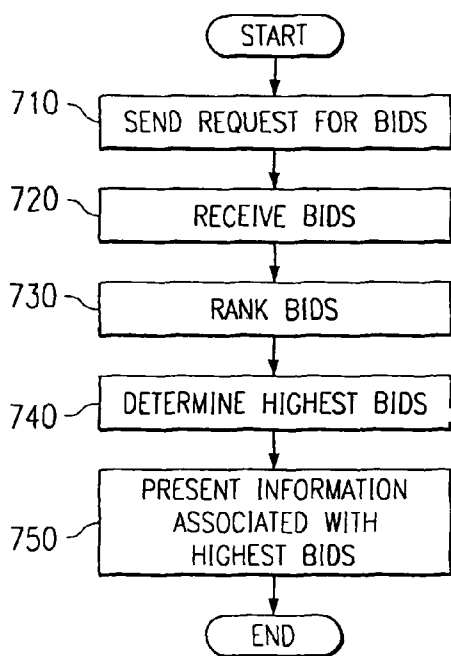 START
710
SEND REQUEST FOR BIDS
720
RECEIVE BIDS
730
RANK BIDS
740
DETERMINE HIGHEST BIDS
750
PRESENT INFORMATION
ASSOCIATED WITH
HIGHEST BIDS
END